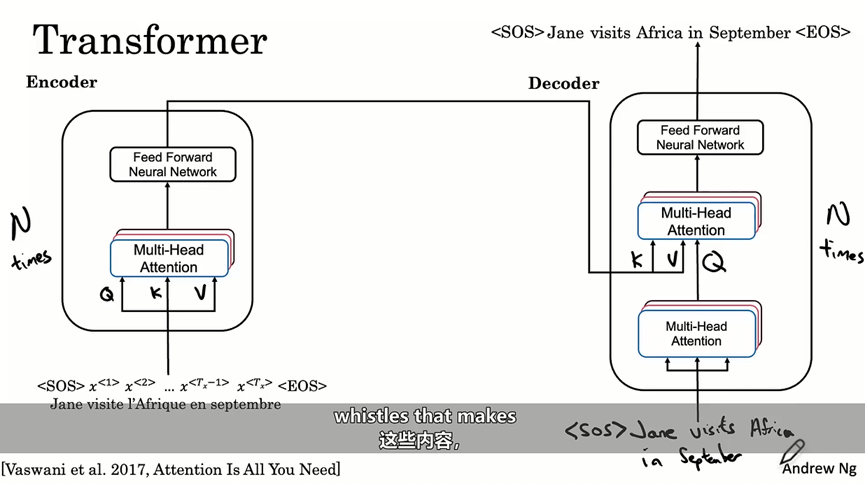 Transformer
<SOS> Jane visits Africa in September <EOS>
Encoder
Decoder
Feed Forward
Neural Network
Multi-Head
Attention
Q K V
N
times
Feed Forward
Neural Network
Multi-Head
Attention
K V Q
Multi-Head
Attention
N
times
<SOS> x^{<1>} x^{<2>} … x^{<T_x-1>} x^{<T_x>} <EOS>
Jane visite l'Afrique en septembre
whistles that makes
这些内容,
<SOS> Jane visits Africa
in September
[Vaswani et al. 2017, Attention Is All You Need]
Andrew Ng